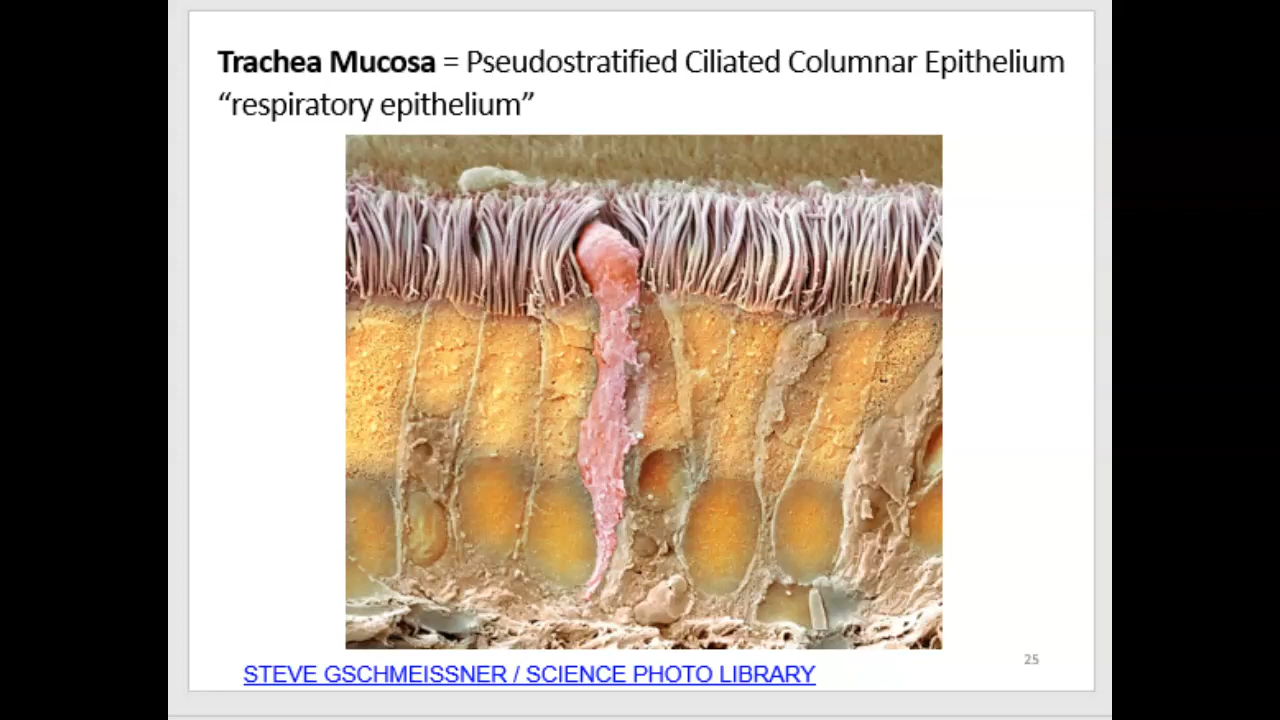 Trachea Mucosa = Pseudostratified Ciliated Columnar Epithelium
“respiratory epithelium”
25
STEVE GSCHMEISSNER / SCIENCE PHOTO LIBRARY